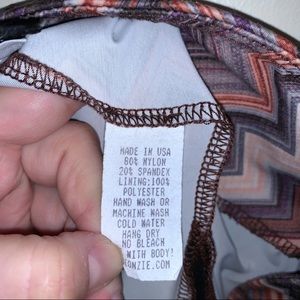 MADE IN USA
80% NYLON
20% SPANDEX
LINING:100%
POLYESTER
HAND WASH OR
MACHINE WASH
COLD WATER
HANG DRY
NO BLEACH
WITH BODY!